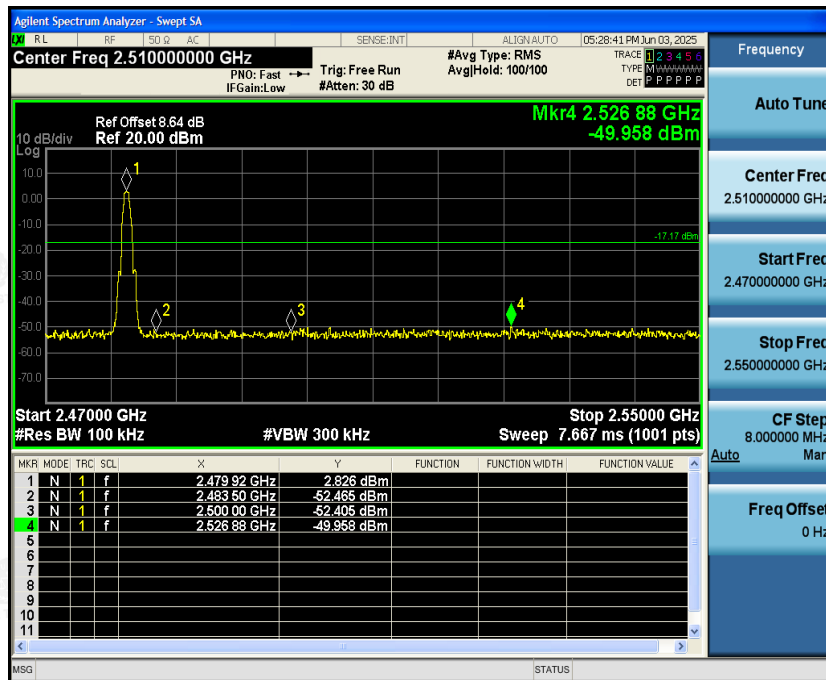 Agilent Spectrum Analyzer - Swept SA
LXI RL RF 50 Ω AC SENSE:INT ALIGN AUTO 05:28:41 PM Jun 03, 2025
Center Freq 2.510000000 GHz
PNO: Fast
IFGain:Low
Trig: Free Run
#Atten: 30 dB
#Avg Type: RMS
Avg|Hold: 100/100
TRACE 1 2 3 4 5 6
TYPE M
DET P P P P P P
Mkr4 2.526 88 GHz
-49.958 dBm
Ref Offset 8.64 dB
Ref 20.00 dBm
10 dB/div
Log
10.0
0.00
-10.0
-20.0
-30.0
-40.0
-50.0
-60.0
-70.0
1
2
3
4
-17.17 dBm
Start 2.47000 GHz
Stop 2.55000 GHz
#Res BW 100 kHz
#VBW 300 kHz
Sweep 7.667 ms (1001 pts)
MKR MODE TRC SCL X Y FUNCTION FUNCTION WIDTH FUNCTION VALUE
1 N 1 f 2.479 92 GHz 2.826 dBm
2 N 1 f 2.483 50 GHz -52.465 dBm
3 N 1 f 2.500 00 GHz -52.405 dBm
4 N 1 f 2.526 88 GHz -49.958 dBm
5
6
7
8
9
10
11
MSG
STATUS
Frequency
Auto Tune
Center Freq
2.510000000 GHz
Start Freq
2.470000000 GHz
Stop Freq
2.550000000 GHz
CF Step
8.000000 MHz
Auto Man
Freq Offset
0 Hz